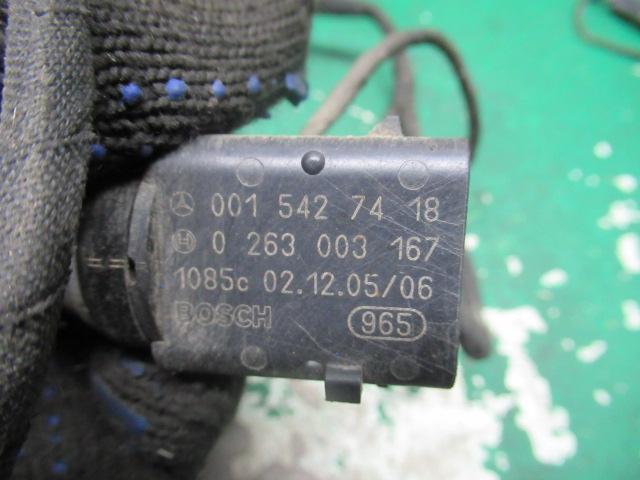 001 542 74 18
0 263 003 167
1085c 02.12.05/06
BOSCH 965